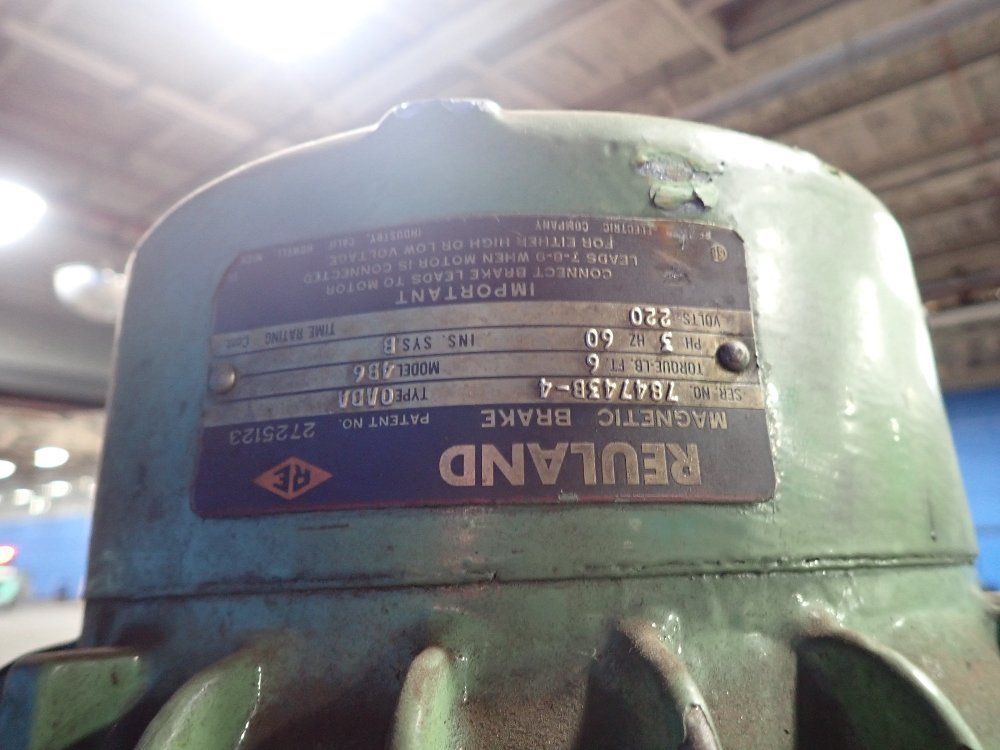 REULAND
RE
MAGNETIC BRAKE PATENT NO. 2725123
SER. NO. 784743B-4 TYPE OADA
TORQUE-LB. FT. 6 MODEL 4B6
PH 3 HZ 60 INS. SYS. B
VOLTS 220 TIME RATING Cont.
IMPORTANT
CONNECT BRAKE LEADS TO MOTOR
LEADS 7-8-9 WHEN MOTOR IS CONNECTED
FOR EITHER HIGH OR LOW VOLTAGE
ELECTRIC COMPANY INDUSTRY, CALIF HOWELL, MICH